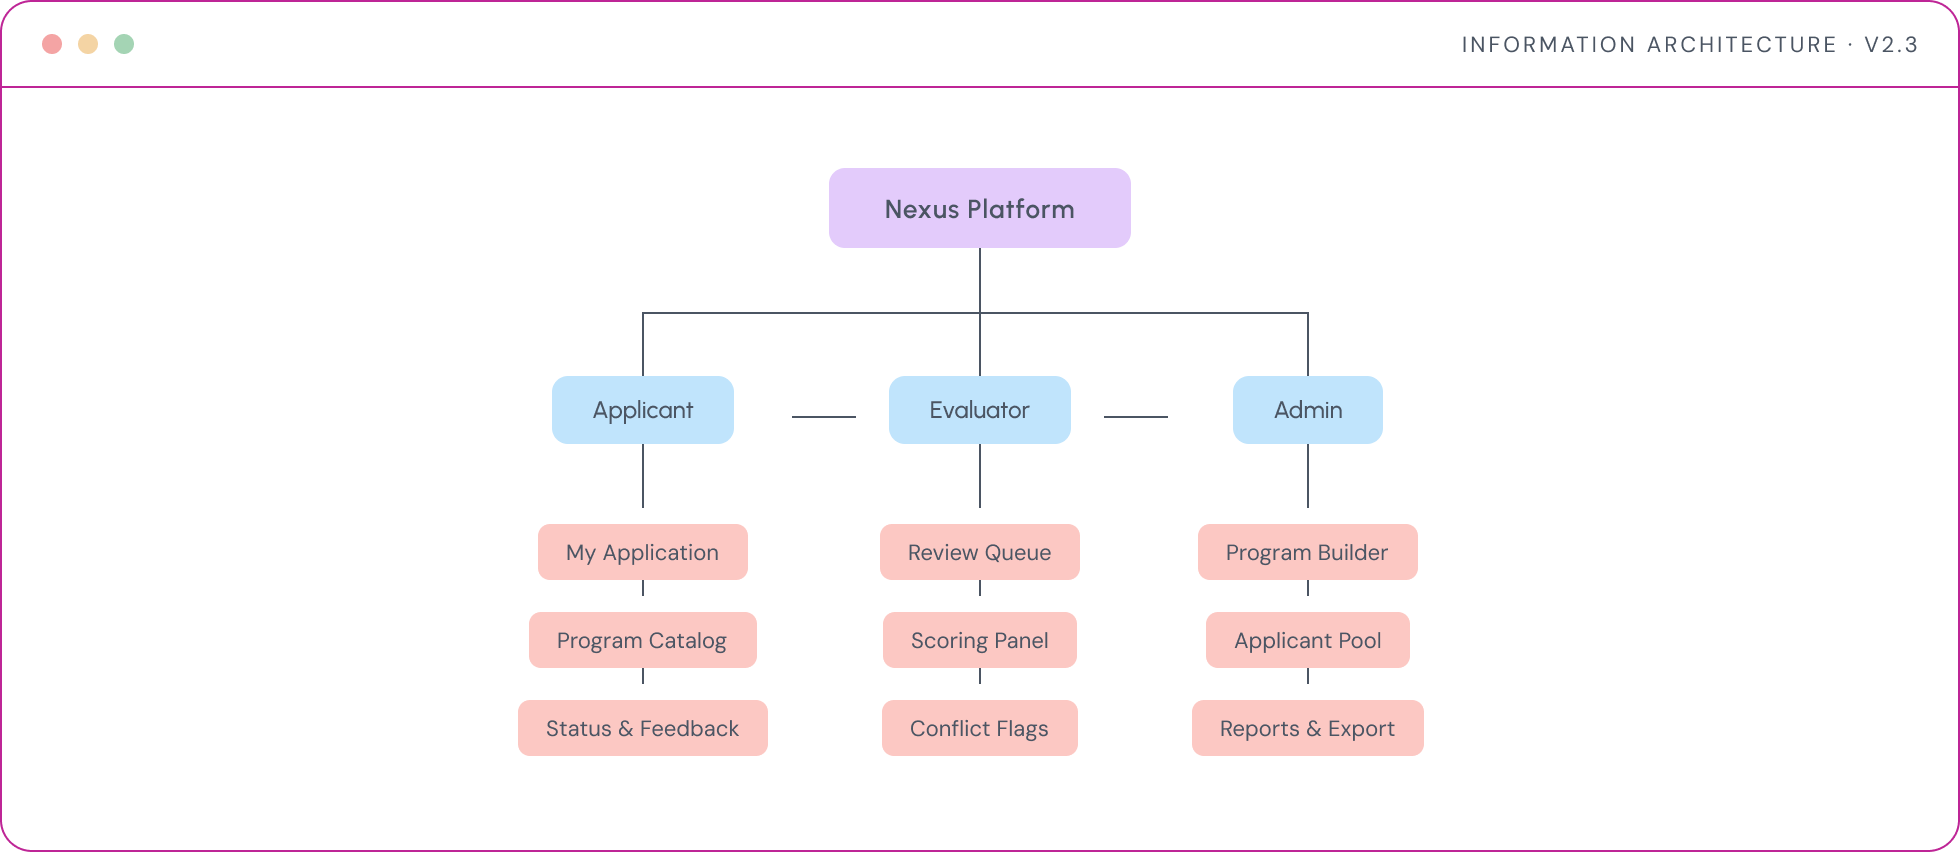 INFORMATION ARCHITECTURE · V2.3
Nexus Platform
Applicant
Evaluator
Admin
My Application
Review Queue
Program Builder
Program Catalog
Scoring Panel
Applicant Pool
Status & Feedback
Conflict Flags
Reports & Export